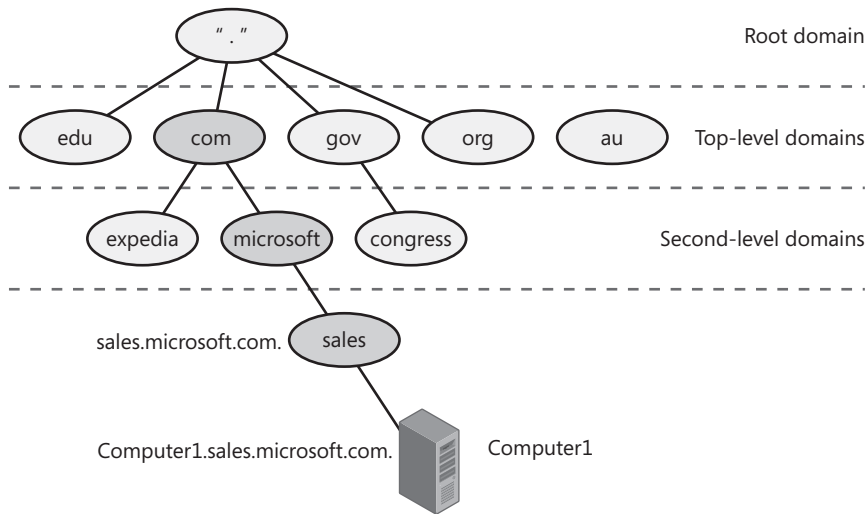 " . "
Root domain
edu
com
gov
org
au
Top-level domains
expedia
microsoft
congress
Second-level domains
sales.microsoft.com.
sales
Computer1.sales.microsoft.com.
Computer1